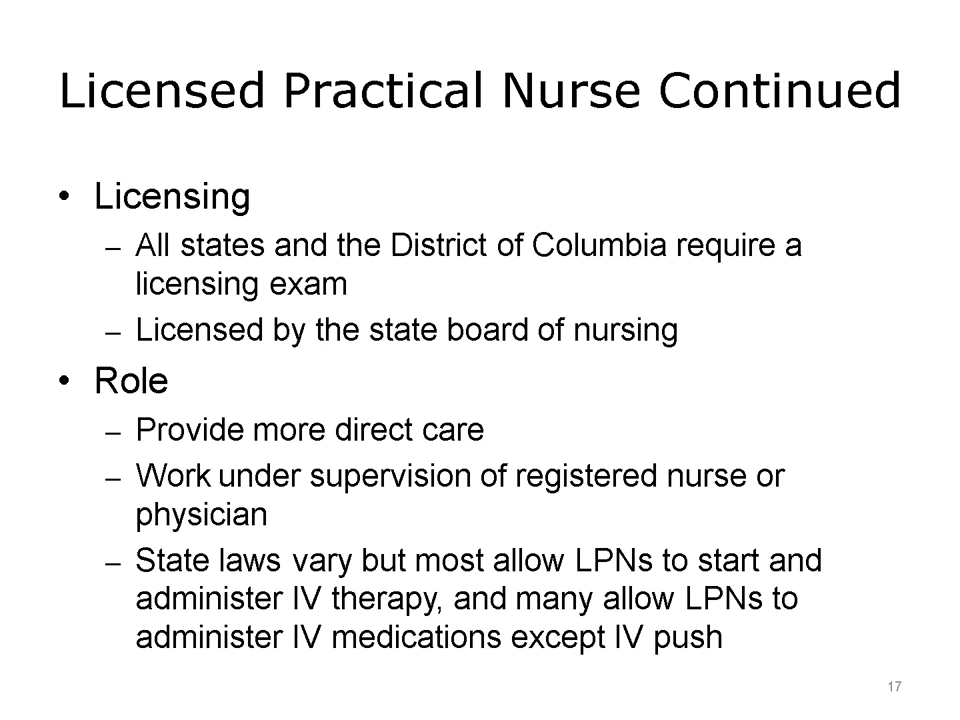 Licensed Practical Nurse Continued
• Licensing
– All states and the District of Columbia require a
licensing exam
– Licensed by the state board of nursing
• Role
– Provide more direct care
– Work under supervision of registered nurse or
physician
– State laws vary but most allow LPNs to start and
administer IV therapy, and many allow LPNs to
administer IV medications except IV push
17